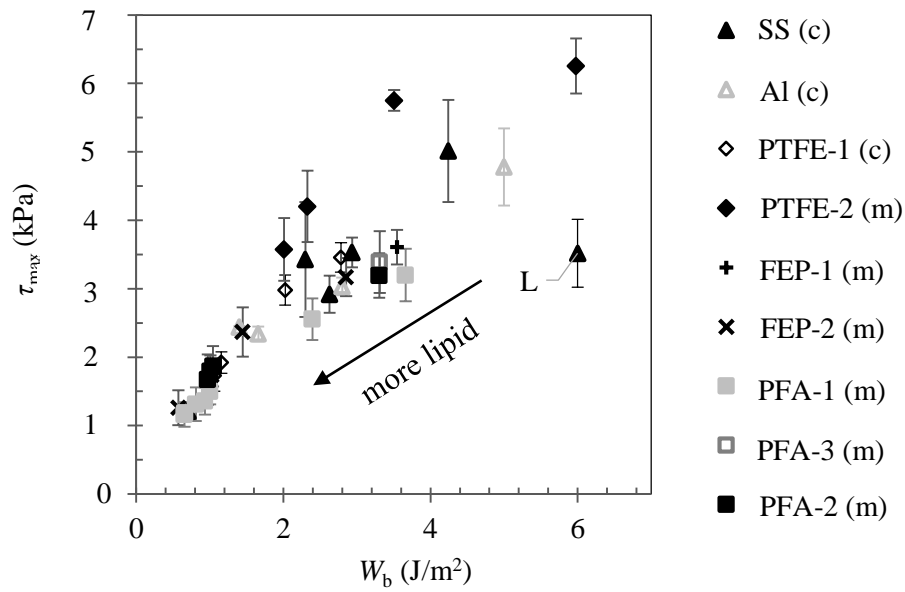 7
6
5
4
3
2
1
0
τmax (kPa)
0 2 4 6
Wb (J/m²)
L
more lipid
SS (c)
Al (c)
PTFE-1 (c)
PTFE-2 (m)
FEP-1 (m)
FEP-2 (m)
PFA-1 (m)
PFA-3 (m)
PFA-2 (m)